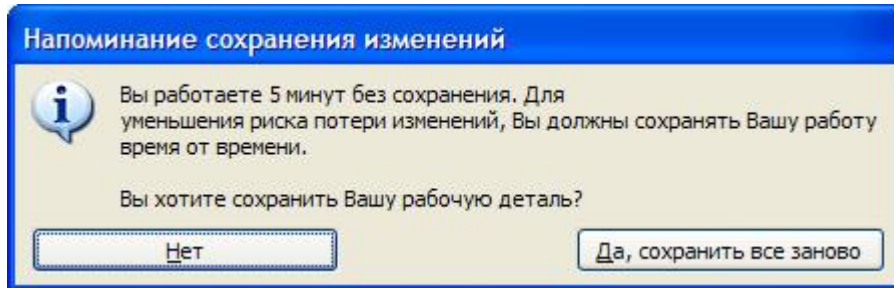 Напоминание сохранения изменений
Вы работаете 5 минут без сохранения. Для
уменьшения риска потери изменений, Вы должны сохранять Вашу работу
время от времени.
Вы хотите сохранить Вашу рабочую деталь?
Нет
Да, сохранить все заново